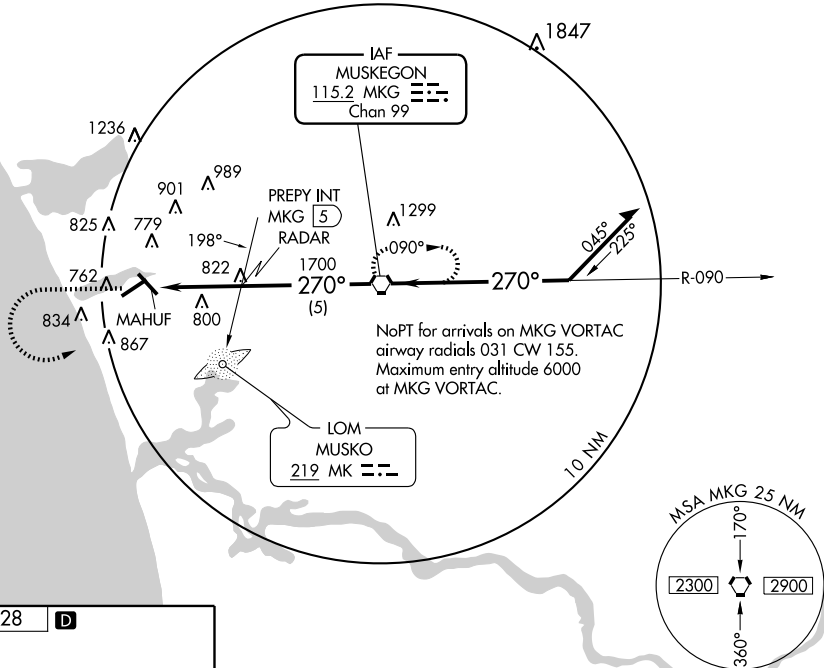 1847
IAF
MUSKEGON
115.2 MKG
Chan 99
1236
989
901
PREPY INT
MKG 5
RADAR
1299
825
779
198°
090°
045°
225°
762
822
1700
270°
(5)
270°
R-090
MAHUF
834
800
867
NoPT for arrivals on MKG VORTAC
airway radials 031 CW 155.
Maximum entry altitude 6000
at MKG VORTAC.
LOM
MUSKO
219 MK
10 NM
MSA MKG 25 NM
170°
2300
2900
360°
28
D